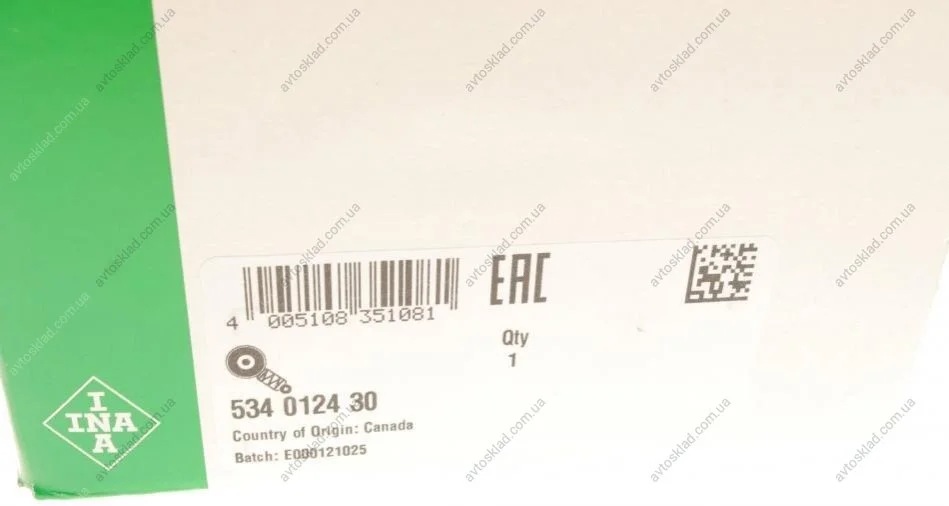 EAC
4 005108 351081
Qty
1
534 0124 30
Country of Origin: Canada
Batch: E000121025
I
INA
A
avtosklad.com.ua